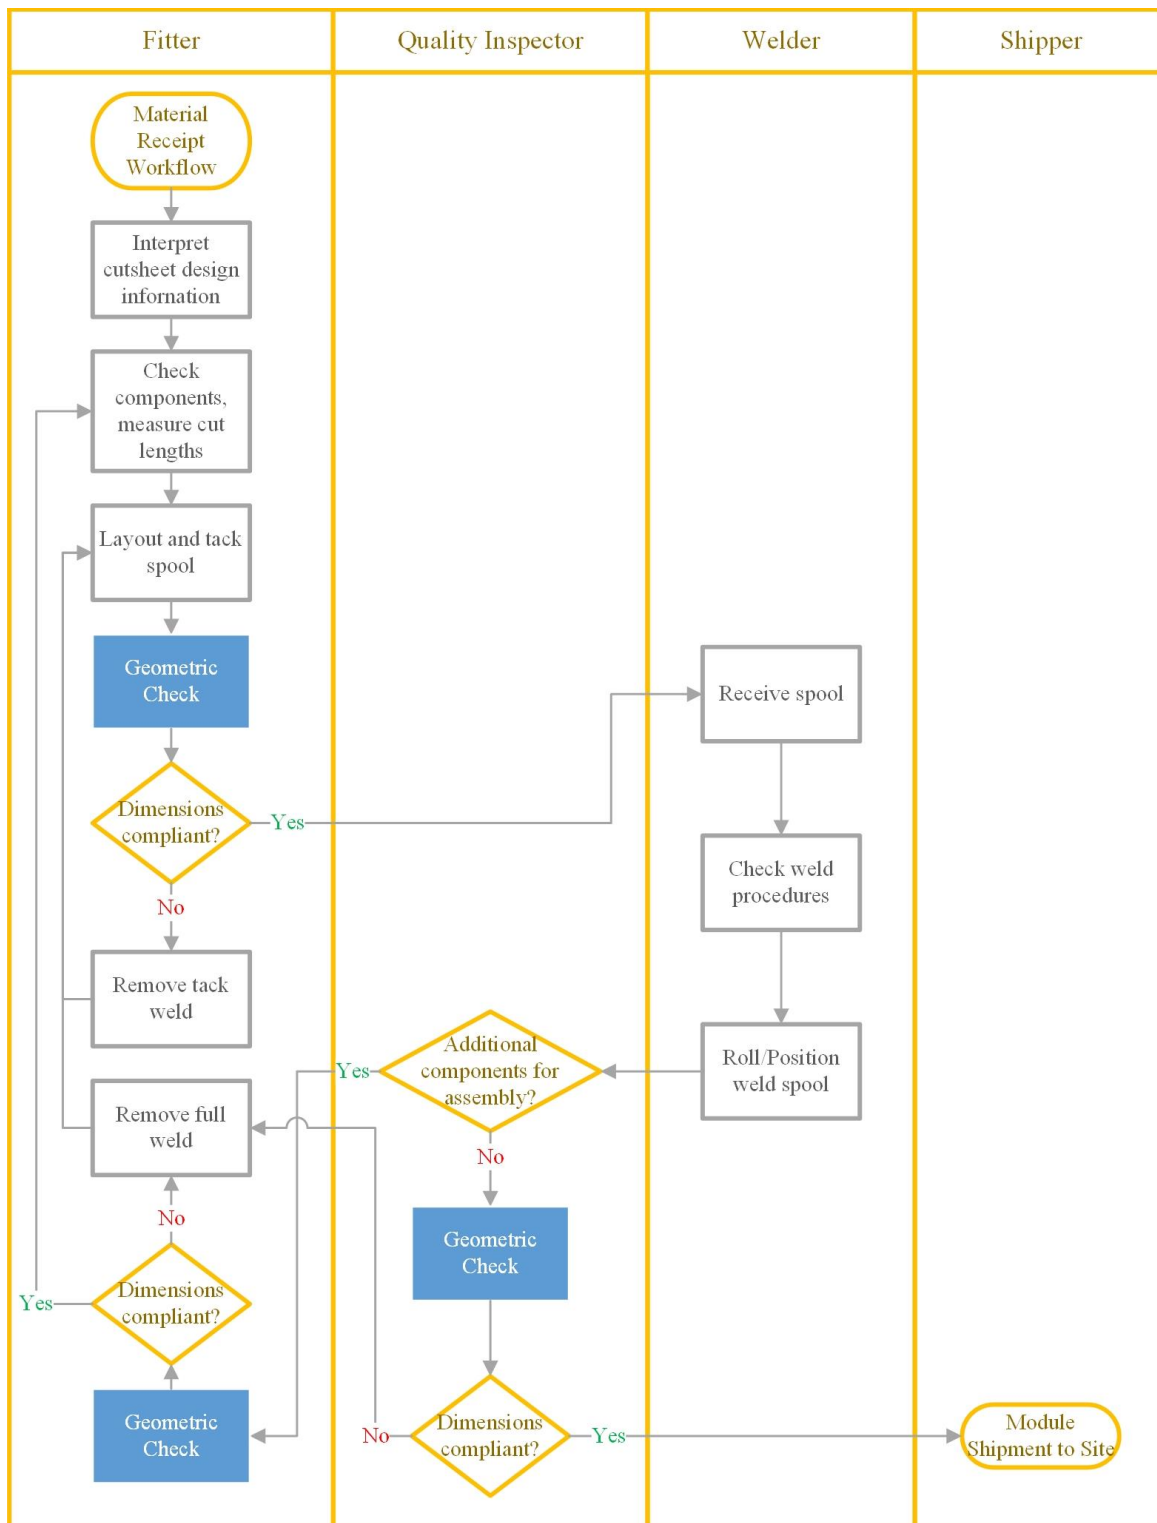 Fitter
Quality Inspector
Welder
Shipper
Material
Receipt
Workflow
Interpret
cutsheet design
infornation
Check
components,
measure cut
lengths
Layout and tack
spool
Geometric
Check
Receive spool
Dimensions
compliant?
Yes
Check weld
procedures
No
Remove tack
weld
Additional
components for
assembly?
Yes
Roll/Position
weld spool
Remove full
weld
No
No
Geometric
Check
Dimensions
compliant?
Yes
Geometric
Check
Dimensions
compliant?
No
Yes
Module
Shipment to Site